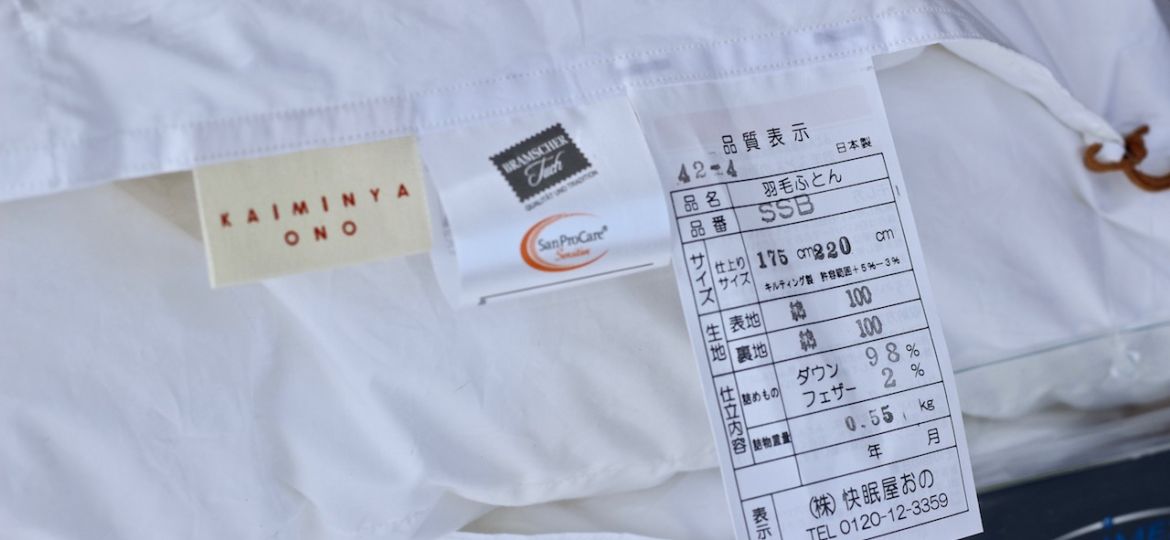 KAIMINYA
ONO
BRAMSCHER
Tuch
QUALITÄT UND TRADITION
SanProCare®
Sensitive
品質表示
42-4 日本製
品名 羽毛ふとん
品番 SSB
サイズ 仕上りサイズ 175 cm 220 cm
キルティング製 許容範囲+5%−3%
生地 表地 綿 100
裏地 綿 100
仕立内容 詰めもの ダウン 98 %
フェザー 2 %
詰物重量 0.55 kg
年 月
表示 (株)快眠屋おの
TEL 0120-12-3359